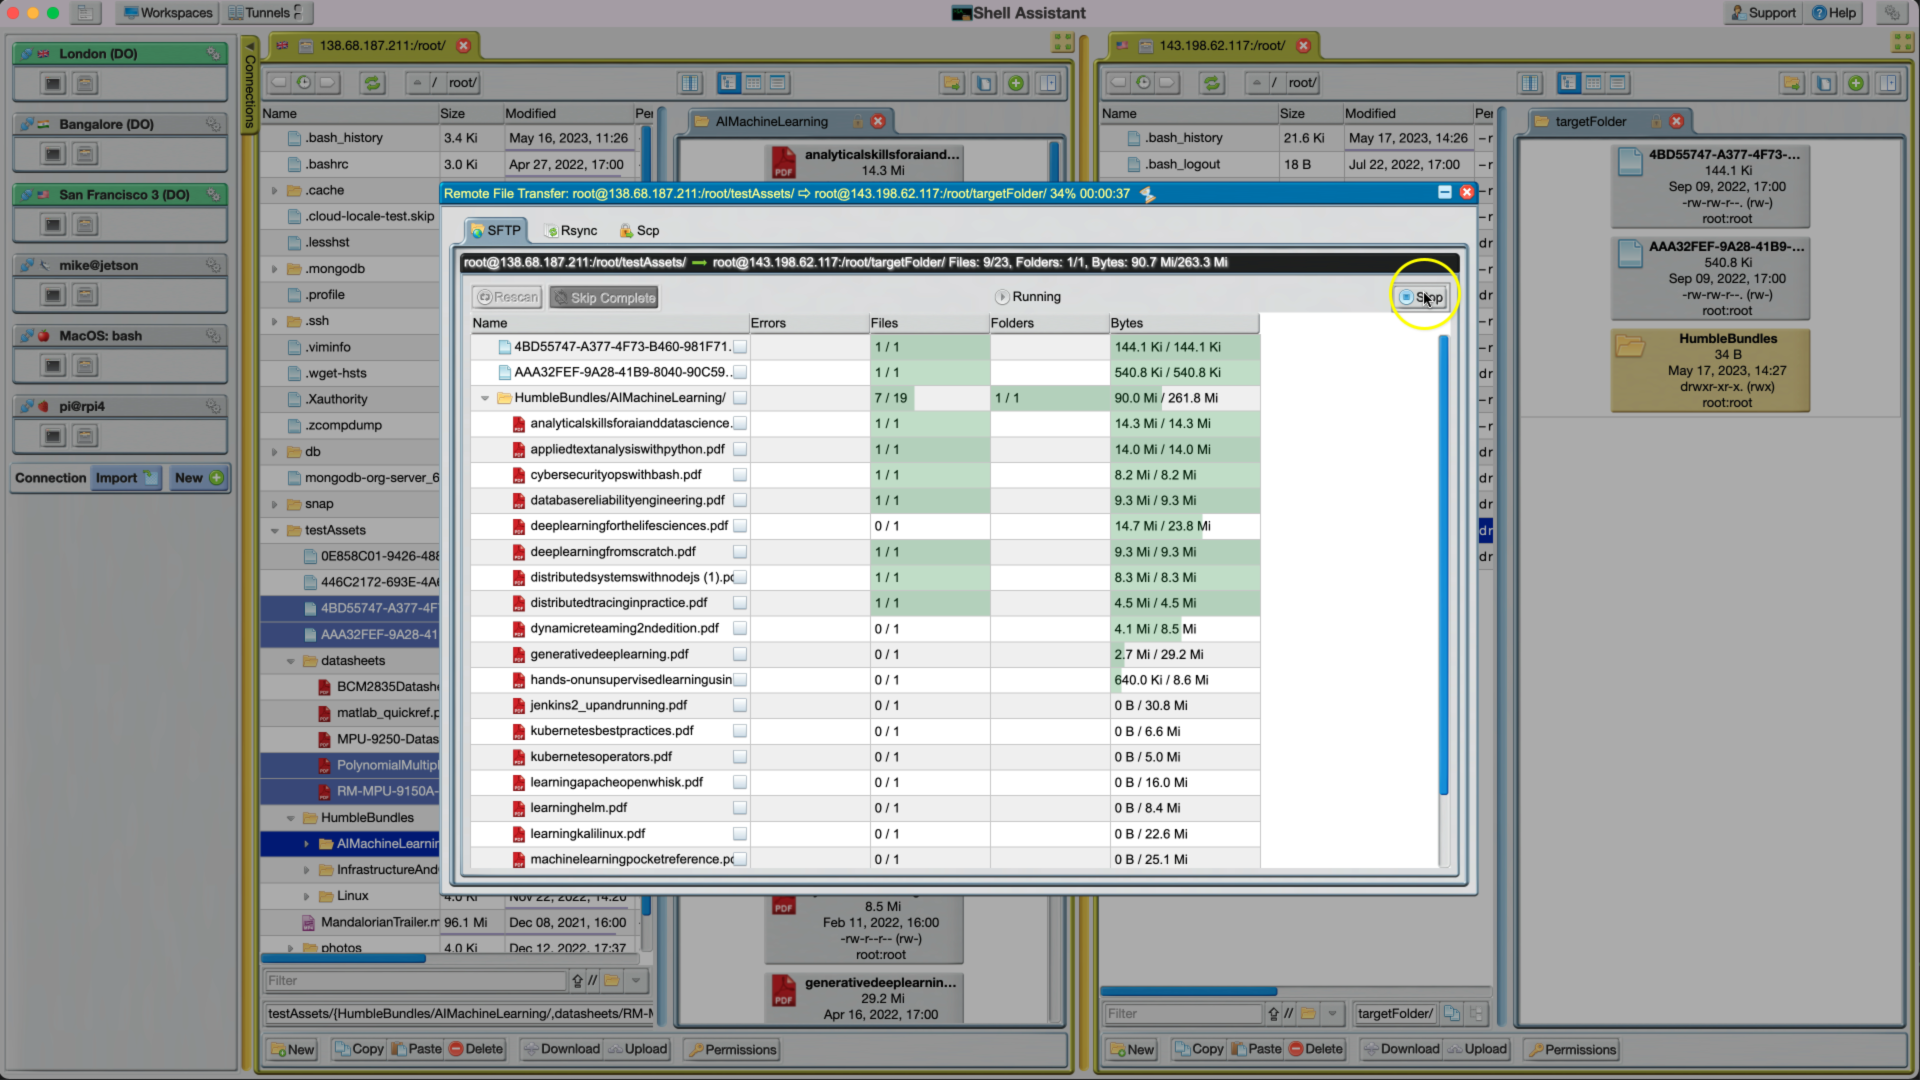 Workspaces Tunnels Shell Assistant Support Help
London (DO)
Bangalore (DO)
San Francisco 3 (DO)
mike@jetson
MacOS: bash
pi@rpi4
Connection Import New
Connections
138.68.187.211:/root/
/ root/
Name Size Modified Per
.bash_history 3.4 Ki May 16, 2023, 11:26
.bashrc 3.0 Ki Apr 27, 2022, 17:00
.cache
.cloud-locale-test.skip
.lesshst
.mongodb
.profile
.ssh
.viminfo
.wget-hsts
.Xauthority
.zcompdump
db
mongodb-org-server_6
snap
testAssets
0E858C01-9426-488
446C2172-693E-4A6
4BD55747-A377-4F
AAA32FEF-9A28-41
datasheets
BCM2835Datashe
matlab_quickref.p
MPU-9250-Datas
PolynomialMultipl
RM-MPU-9150A-
HumbleBundles
AIMachineLearnin
InfrastructureAnd
Linux 4.0 Ki Nov 22, 2022, 14:20
MandalorianTrailer.m 96.1 Mi Dec 08, 2021, 16:00
photos 4.0 Ki Dec 12, 2022, 17:37
Filter
//
testAssets/{HumbleBundles/AIMachineLearning/,datasheets/RM-M
New Copy Paste Delete Download Upload Permissions
AIMachineLearning
PDF
analyticalskillsforaiand...
14.3 Mi
PDF
8.5 Mi
Feb 11, 2022, 16:00
-rw-r--r-- (rw-)
root:root
PDF
generativedeeplearnin...
29.2 Mi
Apr 16, 2022, 17:00
Remote File Transfer: root@138.68.187.211:/root/testAssets/ ⇨ root@143.198.62.117:/root/targetFolder/ 34% 00:00:37
SFTP Rsync Scp
root@138.68.187.211:/root/testAssets/ root@143.198.62.117:/root/targetFolder/ Files: 9/23, Folders: 1/1, Bytes: 90.7 Mi/263.3 Mi
Rescan Skip Complete Running Stop
Name Errors Files Folders Bytes
4BD55747-A377-4F73-B460-981F71. 1 / 1 144.1 Ki / 144.1 Ki
AAA32FEF-9A28-41B9-8040-90C59.. 1 / 1 540.8 Ki / 540.8 Ki
HumbleBundles/AIMachineLearning/ 7 / 19 1 / 1 90.0 Mi / 261.8 Mi
analyticalskillsforaianddatascience. 1 / 1 14.3 Mi / 14.3 Mi
appliedtextanalysiswithpython.pdf 1 / 1 14.0 Mi / 14.0 Mi
cybersecurityopswithbash.pdf 1 / 1 8.2 Mi / 8.2 Mi
databasereliabilityengineering.pdf 1 / 1 9.3 Mi / 9.3 Mi
deeplearningforthelifesciences.pdf 0 / 1 14.7 Mi / 23.8 Mi
deeplearningfromscratch.pdf 1 / 1 9.3 Mi / 9.3 Mi
distributedsystemswithnodejs (1).pd 1 / 1 8.3 Mi / 8.3 Mi
distributedtracinginpractice.pdf 1 / 1 4.5 Mi / 4.5 Mi
dynamicreteaming2ndedition.pdf 0 / 1 4.1 Mi / 8.5 Mi
generativedeeplearning.pdf 0 / 1 2.7 Mi / 29.2 Mi
hands-onunsupervisedlearningusin 0 / 1 640.0 Ki / 8.6 Mi
jenkins2_upandrunning.pdf 0 / 1 0 B / 30.8 Mi
kubernetesbestpractices.pdf 0 / 1 0 B / 6.6 Mi
kubernetesoperators.pdf 0 / 1 0 B / 5.0 Mi
learningapacheopenwhisk.pdf 0 / 1 0 B / 16.0 Mi
learninghelm.pdf 0 / 1 0 B / 8.4 Mi
learningkalilinux.pdf 0 / 1 0 B / 22.6 Mi
machinelearningpocketreference.pd 0 / 1 0 B / 25.1 Mi
143.198.62.117:/root/
/ root/
Name Size Modified Per
.bash_history 21.6 Ki May 17, 2023, 14:26 -r
.bash_logout 18 B Jul 22, 2022, 17:00 -r
-r
-r
dr
-r
dr
-r
-r
-r
dr
-r
dr
dr
dr
dr
Filter
// targetFolder/
New Copy Paste Delete Download Upload Permissions
targetFolder
4BD55747-A377-4F73-...
144.1 Ki
Sep 09, 2022, 17:00
-rw-rw-r--. (rw-)
root:root
AAA32FEF-9A28-41B9-...
540.8 Ki
Sep 09, 2022, 17:00
-rw-rw-r--. (rw-)
root:root
HumbleBundles
34 B
May 17, 2023, 14:27
drwxr-xr-x. (rwx)
root:root